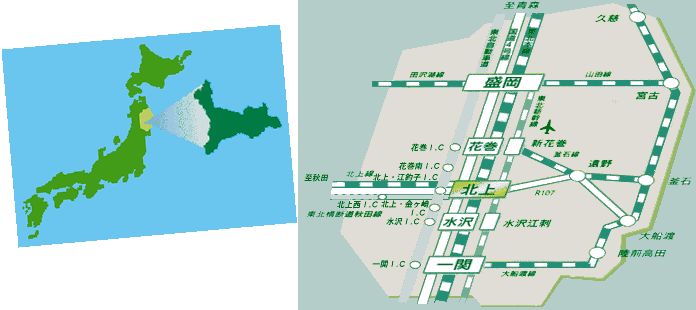 至青森
久慈
東北自動車道
国道4号線
東北本線
田沢湖線
盛岡
山田線
宮古
東北新幹線
花巻I.C
花巻
新花巻
釜石線
花巻南I.C
遠野
北上線
至秋田
北上・江釣子I.C
北上
釜石
R107
北上西I.C
北上・金ヶ崎I.C
東北横断道秋田線
水沢I.C
水沢
水沢江刺
大船渡
陸前高田
一関I.C
一関
大船渡線